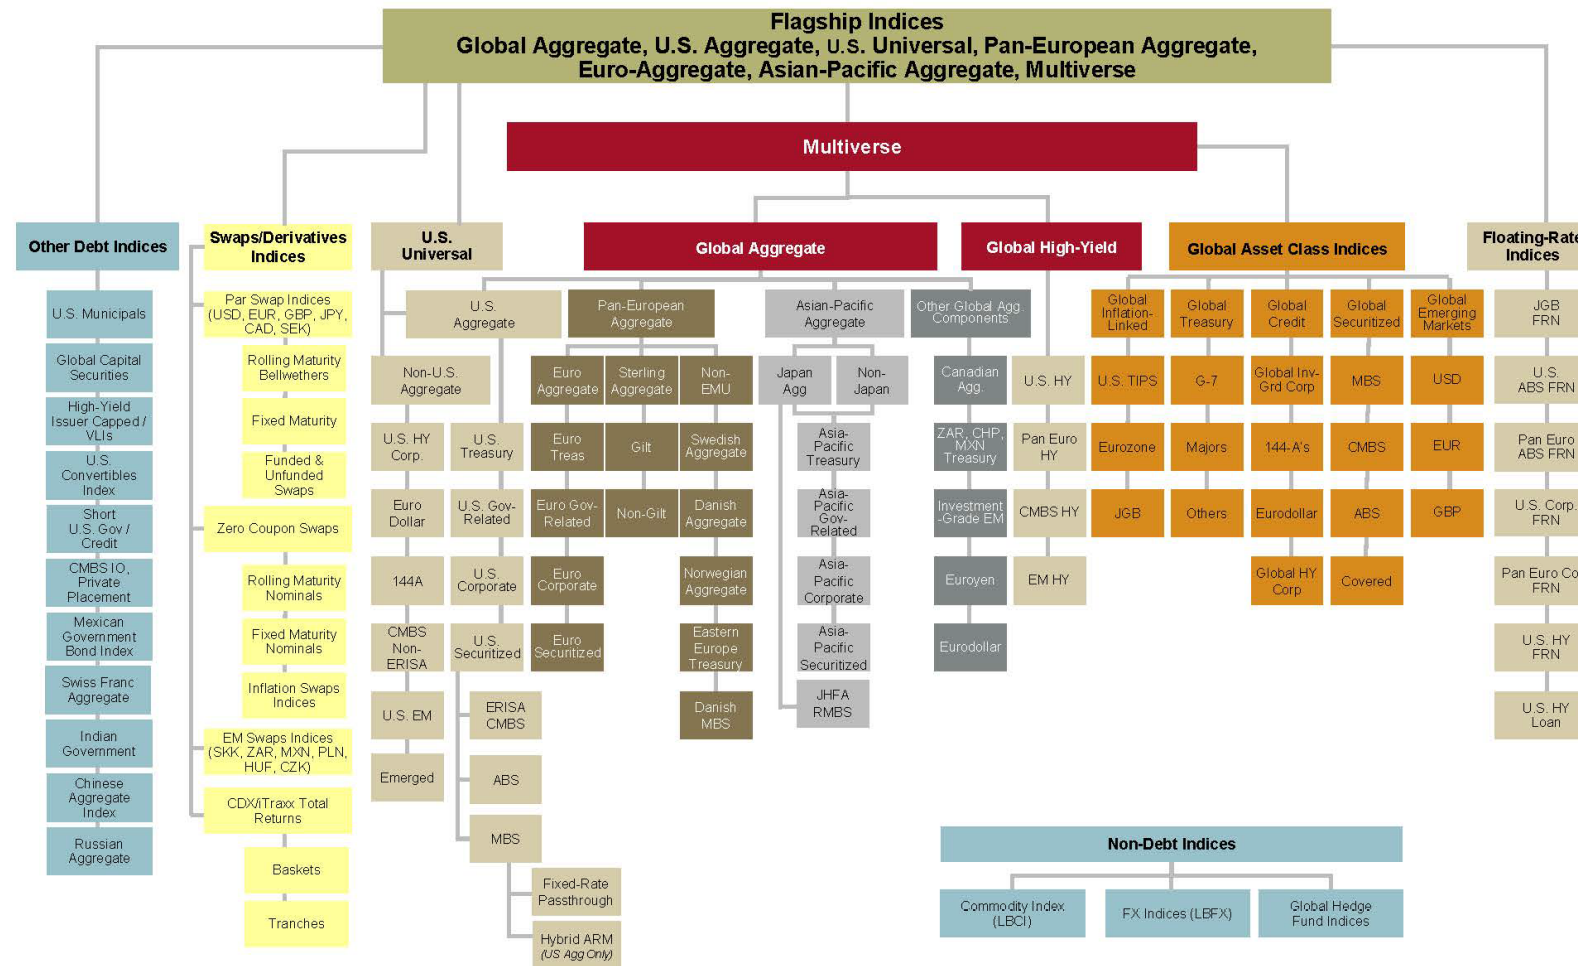 Flagship Indices
Global Aggregate, U.S. Aggregate, U.S. Universal, Pan-European Aggregate,
Euro-Aggregate, Asian-Pacific Aggregate, Multiverse
Multiverse
Other Debt Indices
U.S. Municipals
Global Capital
Securities
High-Yield
Issuer Capped /
VLIs
U.S.
Convertibles
Index
Short
U.S. Gov /
Credit
CMBS IO,
Private
Placement
Mexican
Government
Bond Index
Swiss Franc
Aggregate
Indian
Government
Chinese
Aggregate
Index
Russian
Aggregate
Swaps/Derivatives
Indices
Par Swap Indices
(USD, EUR, GBP, JPY,
CAD, SEK)
Rolling Maturity
Bellwethers
Fixed Maturity
Funded &
Unfunded
Swaps
Zero Coupon Swaps
Rolling Maturity
Nominals
Fixed Maturity
Nominals
Inflation Swaps
Indices
EM Swaps Indices
(SKK, ZAR, MXN, PLN,
HUF, CZK)
CDX/iTraxx Total
Returns
Baskets
Tranches
U.S.
Universal
U.S.
Aggregate
Non-U.S.
Aggregate
U.S. HY
Corp.
Euro
Dollar
144A
CMBS
Non-
ERISA
U.S. EM
Emerged
U.S.
Treasury
U.S. Gov-
Related
U.S.
Corporate
U.S.
Securitized
ERISA
CMBS
ABS
MBS
Fixed-Rate
Passthrough
Hybrid ARM
(US Agg Only)
Global Aggregate
Pan-European
Aggregate
Euro
Aggregate
Euro
Treas
Euro Gov-
Related
Euro
Corporate
Euro
Securitized
Sterling
Aggregate
Gilt
Non-Gilt
Non-
EMU
Swedish
Aggregate
Danish
Aggregate
Norwegian
Aggregate
Eastern
Europe
Treasury
Danish
MBS
Asian-Pacific
Aggregate
Japan
Agg
Non-
Japan
Asia-
Pacific
Treasury
Asia-
Pacific
Gov-
Related
Asia-
Pacific
Corporate
Asia-
Pacific
Securitized
JHFA
RMBS
Other Global Agg
Components
Canadian
Agg.
ZAR, CHP,
MXN
Treasury
Investment
-Grade EM
Euroyen
Eurodollar
Global High-Yield
U.S. HY
Pan Euro
HY
CMBS HY
EM HY
Global Asset Class Indices
Global
Inflation-
Linked
U.S. TIPS
Eurozone
JGB
Global
Treasury
G-7
Majors
Others
Global
Credit
Global Inv-
Grd Corp
144-A's
Eurodollar
Global HY
Corp
Global
Securitized
MBS
CMBS
ABS
Covered
Global
Emerging
Markets
USD
EUR
GBP
Floating-Rate
Indices
JGB
FRN
U.S.
ABS FRN
Pan Euro
ABS FRN
U.S. Corp.
FRN
Pan Euro Co
FRN
U.S. HY
FRN
U.S. HY
Loan
Non-Debt Indices
Commodity Index
(LBCI)
FX Indices (LBFX)
Global Hedge
Fund Indices